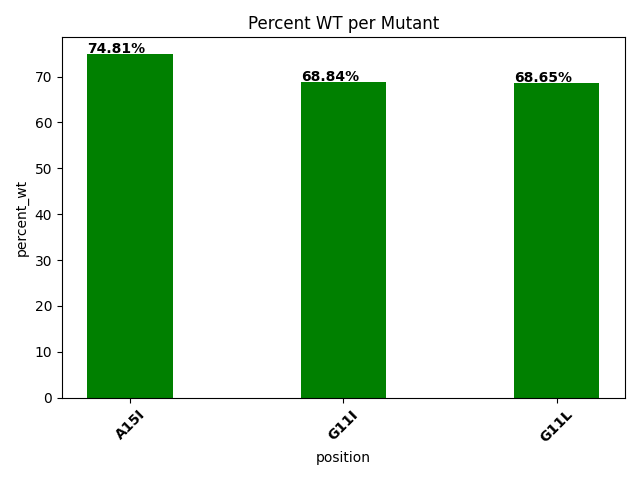 Percent WT per Mutant
74.81%
68.84%
68.65%
70
60
50
40
30
20
10
0
percent_wt
A15I
G11I
G11L
position